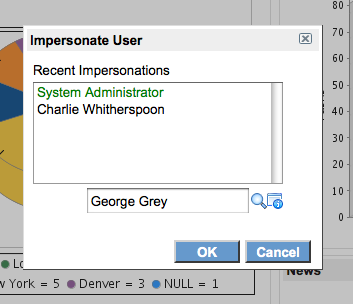 80
Impersonate User
70
Recent Impersonations
60
System Administrator
Charlie Whitherspoon
50
40
30
20
George Grey
10
0
OK Cancel
News
York = 5 Denver = 3 NULL = 1